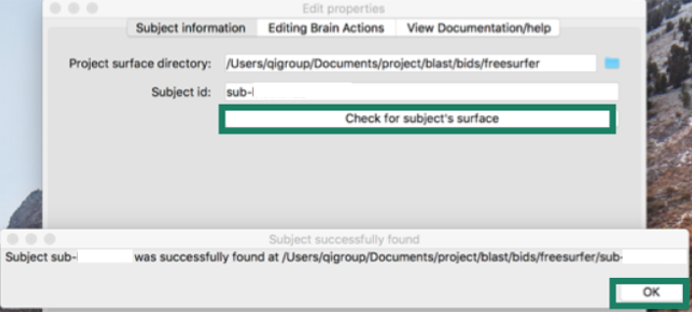 Edit properties
Subject information Editing Brain Actions View Documentation/help
Project surface directory: /Users/qigroup/Documents/project/blast/bids/freesurfer
Subject id: sub-
Check for subject's surface
Subject successfully found
Subject sub- was successfully found at /Users/qigroup/Documents/project/blast/bids/freesurfer/sub-
OK